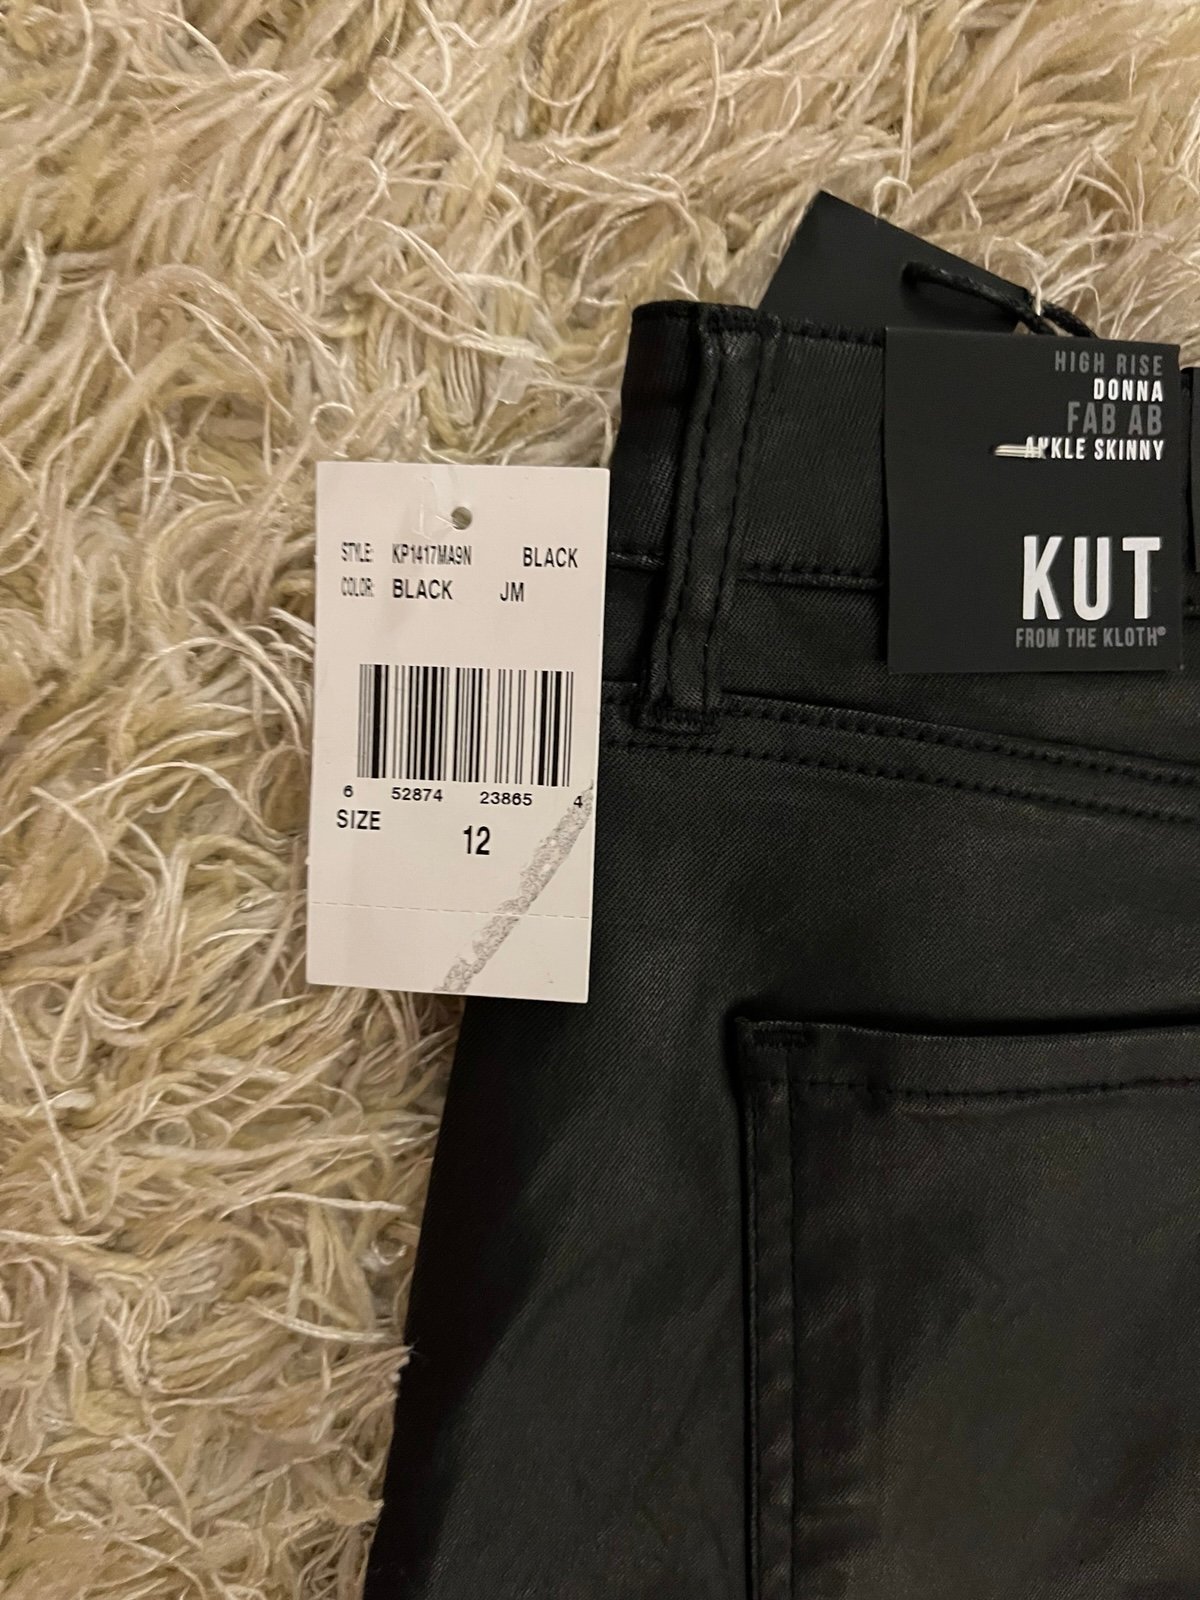 STYLE: KP1417MA9N BLACK
COLOR: BLACK JM
6 52874 23865 4
SIZE 12
HIGH RISE
DONNA
FAB AB
ANKLE SKINNY
KUT
FROM THE KLOTH®